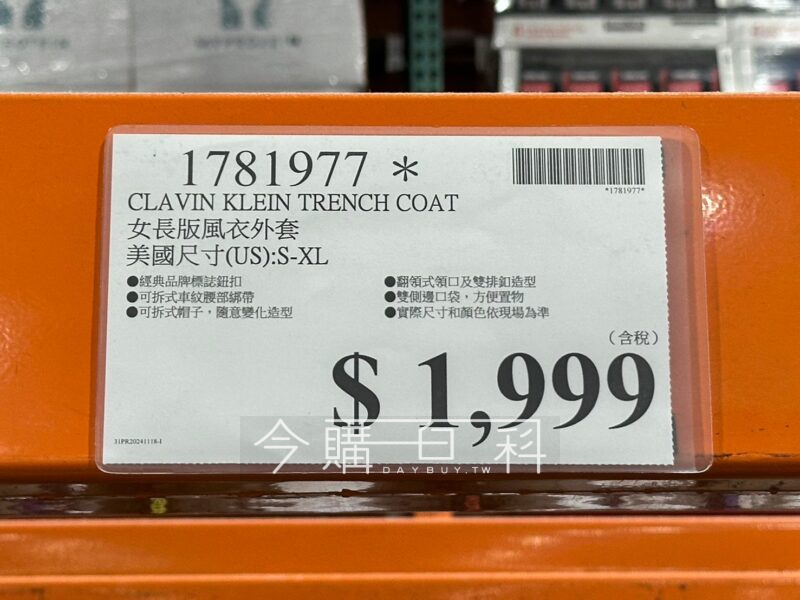 1781977 *
*1781977*
CLAVIN KLEIN TRENCH COAT
女長版風衣外套
美國尺寸(US):S-XL
●經典品牌標誌鈕扣
●可拆式車紋腰部綁帶
●可拆式帽子，隨意變化造型
●翻領式領口及雙排釦造型
●雙側邊口袋，方便置物
●實際尺寸和顏色依現場為準
（含稅）
$ 1,999
31PR20241118-1
今購百科
DAYBUY.TW